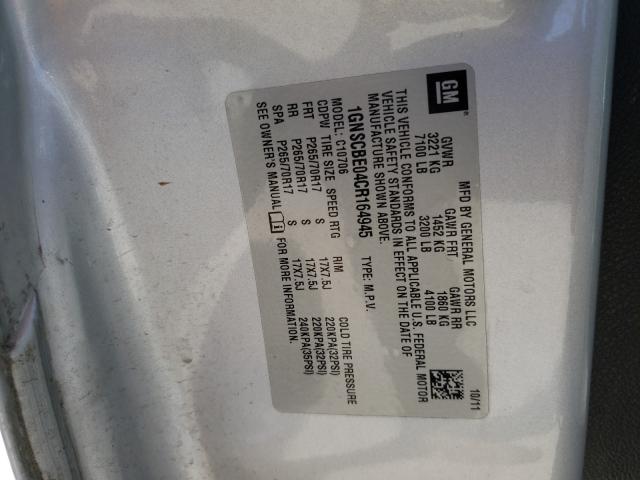 GM
MFD BY GENERAL MOTORS LLC 10/11
GVWR GAWR FRT GAWR RR
3221 KG 1452 KG 1860 KG
7100 LB 3200 LB 4100 LB
THIS VEHICLE CONFORMS TO ALL APPLICABLE U.S. FEDERAL MOTOR
VEHICLE SAFETY STANDARDS IN EFFECT ON THE DATE OF
MANUFACTURE SHOWN ABOVE.
1GNSCBE04CR164945 TYPE: M.P.V.
MODEL: C10706
CDPW TIRE SIZE SPEED RTG RIM COLD TIRE PRESSURE
FRT P265/70R17 S 17X7.5J 220KPA(32PSI)
RR P265/70R17 S 17X7.5J 220KPA(32PSI)
SPA P265/70R17 S 17X7.5J 240KPA(35PSI)
SEE OWNER'S MANUAL i FOR MORE INFORMATION.